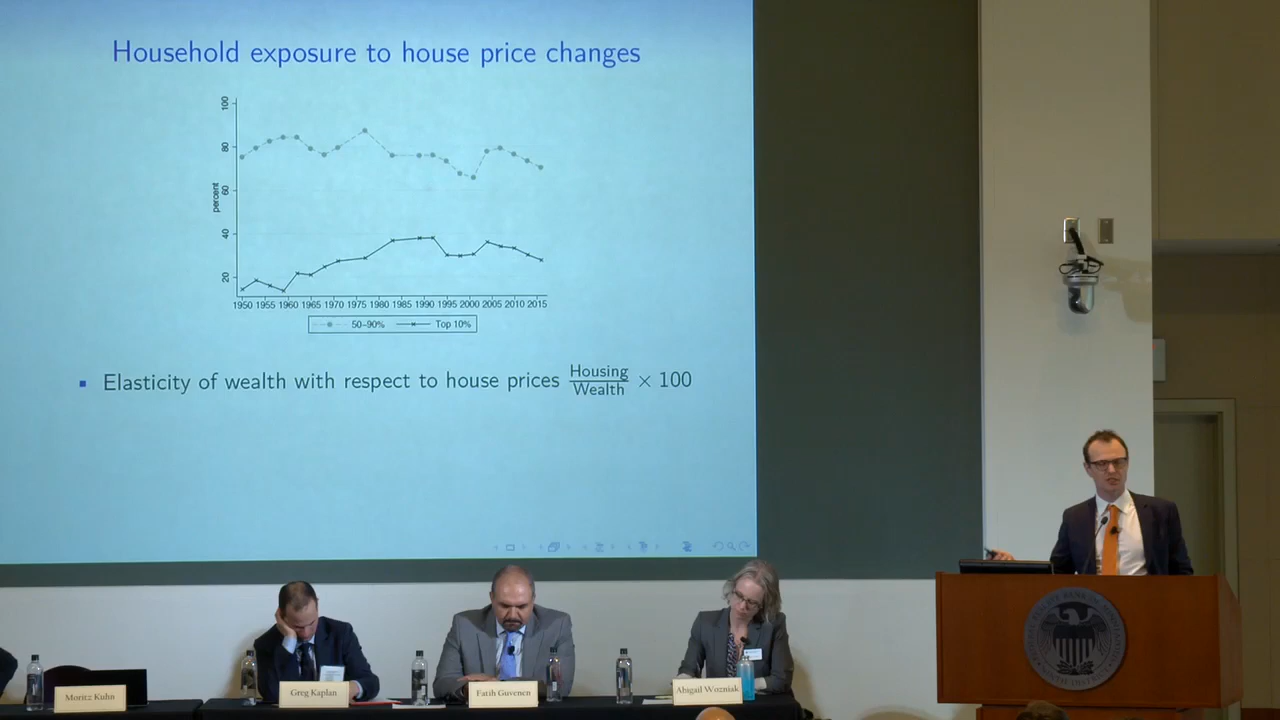 Household exposure to house price changes
percent
100
80
60
40
20
1950 1955 1960 1965 1970 1975 1980 1985 1990 1995 2000 2005 2010 2015
50-90% Top 10%
Elasticity of wealth with respect to house prices Housing/Wealth × 100
Moritz Kuhn
Greg Kaplan
Fatih Guvenen
Abigail Wozniak